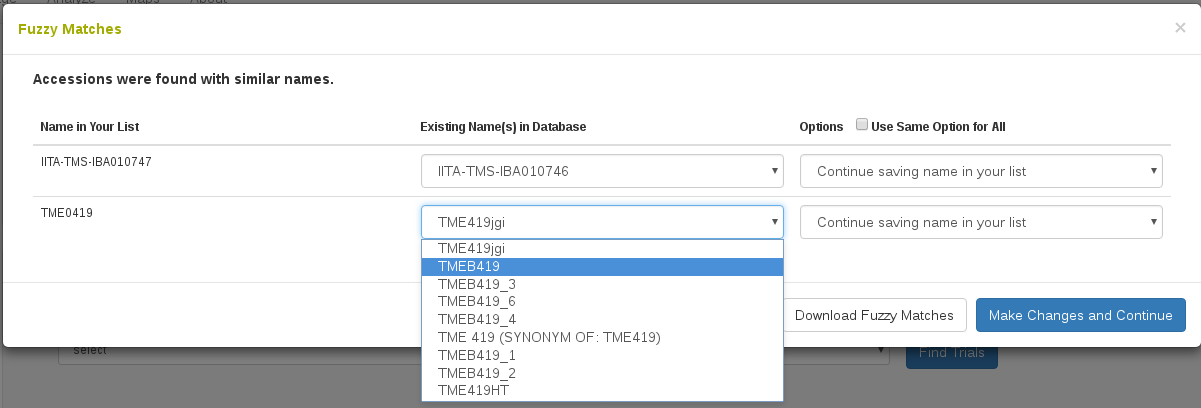 Analyze Maps About
Fuzzy Matches ×
Accessions were found with similar names.
Name in Your List Existing Name(s) in Database Options Use Same Option for All
IITA-TMS-IBA010747 IITA-TMS-IBA010746 Continue saving name in your list
TME0419 TME419jgi Continue saving name in your list
TME419jgi
TMEB419
TMEB419_3
TMEB419_6
TMEB419_4
TME 419 (SYNONYM OF: TME419)
TMEB419_1
TMEB419_2
TME419HT
Download Fuzzy Matches Make Changes and Continue
select Find Trials